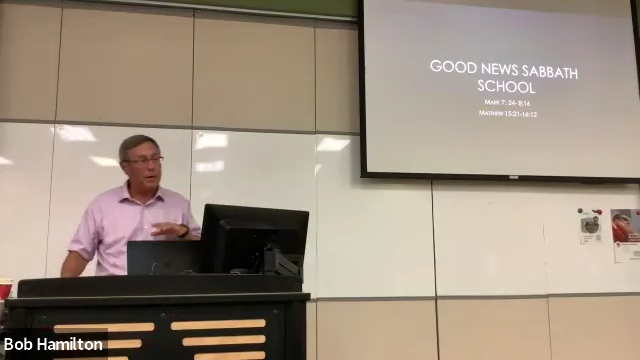 GOOD NEWS SABBATH
SCHOOL
MARK 7: 24- 8:16
MATTHEW 15:21-16:12
Bob Hamilton